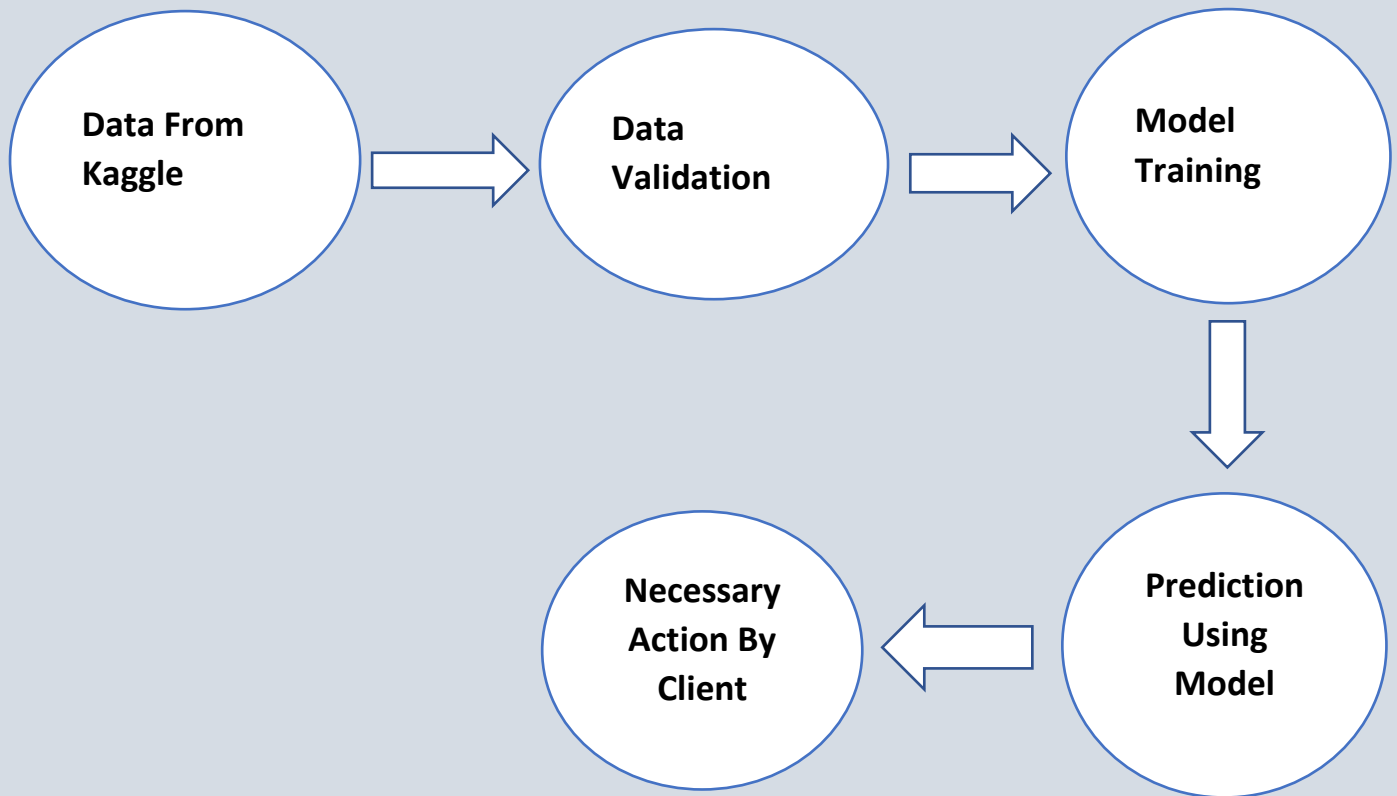 Data From
Kaggle
Data
Validation
Model
Training
Prediction
Using
Model
Necessary
Action By
Client